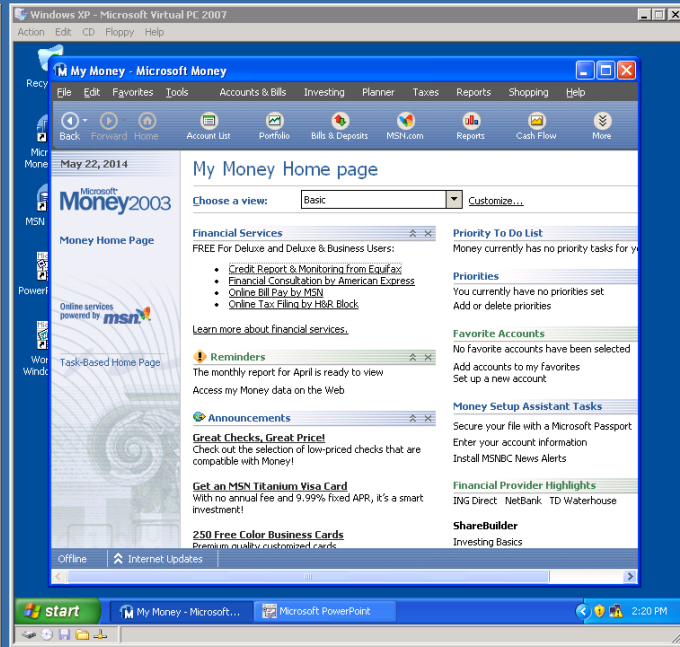 Windows XP - Microsoft Virtual PC 2007
Action Edit CD Floppy Help
My Money - Microsoft Money
File Edit Favorites Tools Accounts & Bills Investing Planner Taxes Reports Shopping Help
Back Forward Home Account List Portfolio Bills & Deposits MSN.com Reports Cash Flow More
May 22, 2014
Microsoft
Money2003
Money Home Page
Online services
powered by msn
Task-Based Home Page
My Money Home page
Choose a view: Basic Customize...
Financial Services
FREE For Deluxe and Deluxe & Business Users:
Credit Report & Monitoring from Equifax
Financial Consultation by American Express
Online Bill Pay by MSN
Online Tax Filing by H&R Block
Learn more about financial services.
Reminders
The monthly report for April is ready to view
Access my Money data on the Web
Announcements
Great Checks, Great Price!
Check out the selection of low-priced checks that are
compatible with Money!
Get an MSN Titanium Visa Card
With no annual fee and 9.99% fixed APR, it's a smart
investment!
250 Free Color Business Cards
Premium quality customized cards
Priority To Do List
Money currently has no priority tasks for
Priorities
You currently have no priorities set
Add or delete priorities
Favorite Accounts
No favorite accounts have been selected
Add accounts to my favorites
Set up a new account
Money Setup Assistant Tasks
Secure your file with a Microsoft Passport
Enter your account information
Install MSNBC News Alerts
Financial Provider Highlights
ING Direct NetBank TD Waterhouse
ShareBuilder
Investing Basics
Offline Internet Updates
start My Money - Microsoft... Microsoft PowerPoint 2:20 PM